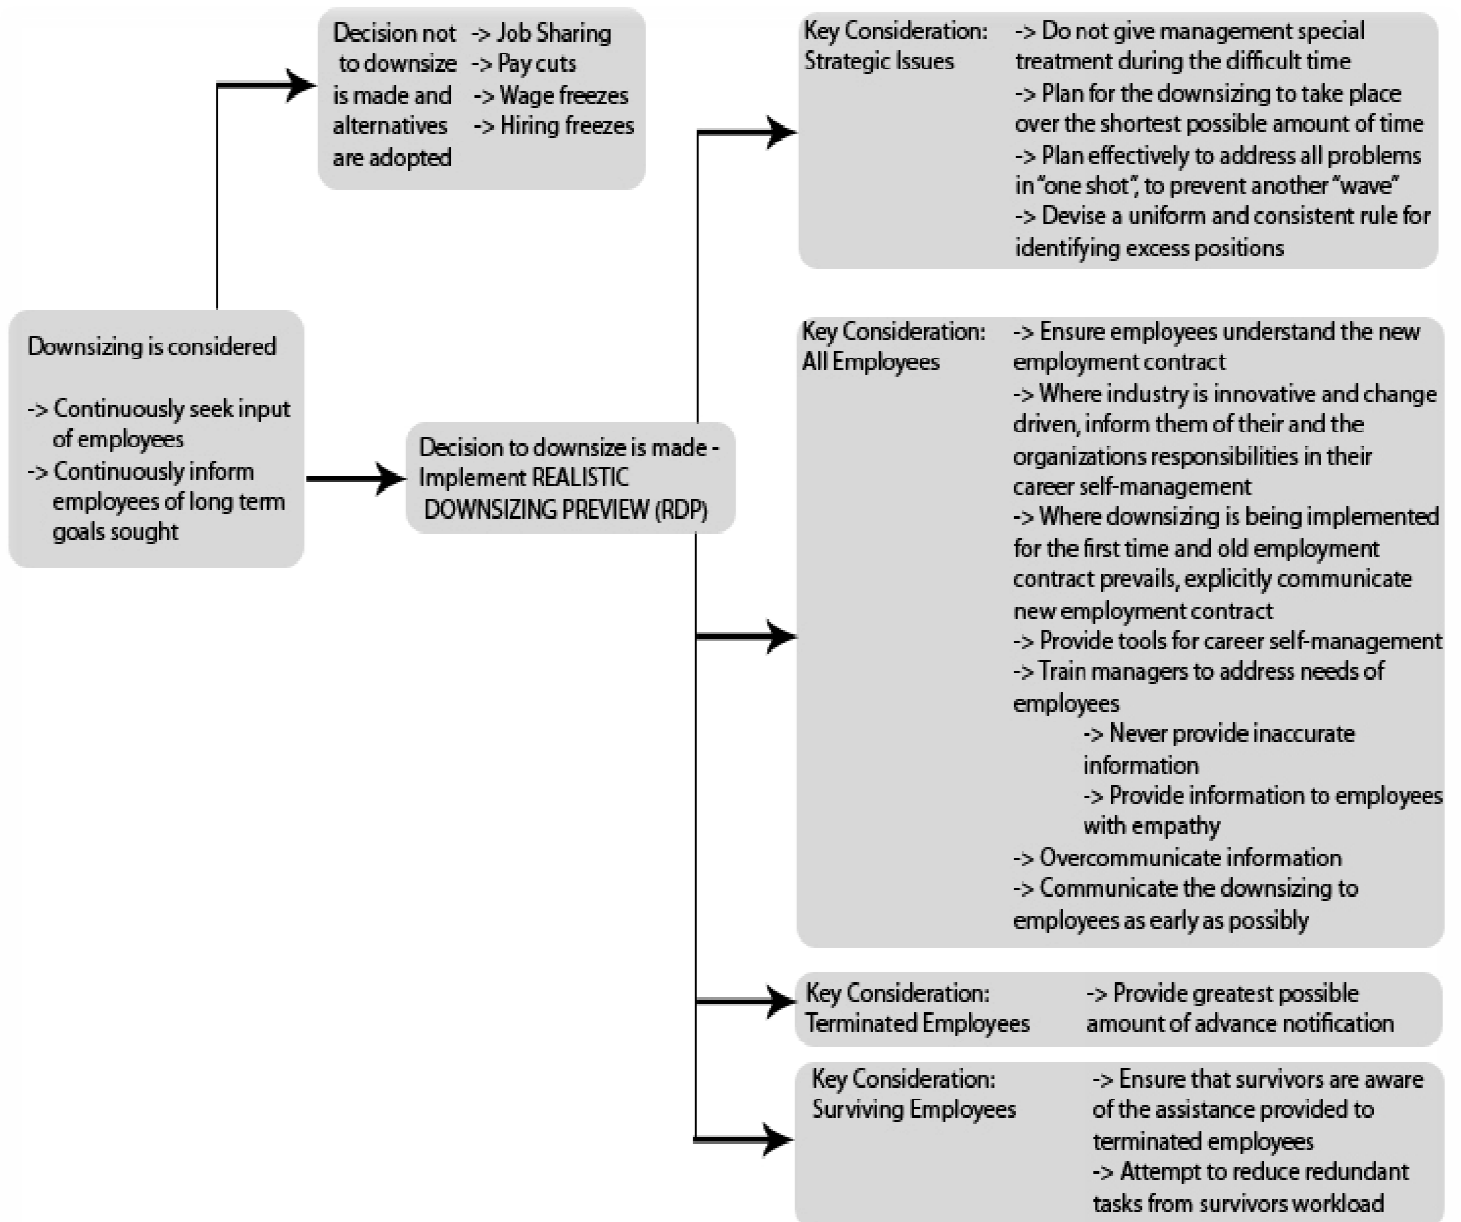 Decision not
to downsize
is made and
alternatives
are adopted
-> Job Sharing
-> Pay cuts
-> Wage freezes
-> Hiring freezes
Downsizing is considered
-> Continuously seek input
of employees
-> Continuously inform
employees of long term
goals sought
Decision to downsize is made -
Implement REALISTIC
DOWNSIZING PREVIEW (RDP)
Key Consideration:
Strategic Issues
-> Do not give management special
treatment during the difficult time
-> Plan for the downsizing to take place
over the shortest possible amount of time
-> Plan effectively to address all problems
in “one shot”, to prevent another “wave”
-> Devise a uniform and consistent rule for
identifying excess positions
Key Consideration:
All Employees
-> Ensure employees understand the new
employment contract
-> Where industry is innovative and change
driven, inform them of their and the
organizations responsibilities in their
career self-management
-> Where downsizing is being implemented
for the first time and old employment
contract prevails, explicitly communicate
new employment contract
-> Provide tools for career self-management
-> Train managers to address needs of
employees
-> Never provide inaccurate
information
-> Provide information to employees
with empathy
-> Overcommunicate information
-> Communicate the downsizing to
employees as early as possibly
Key Consideration:
Terminated Employees
-> Provide greatest possible
amount of advance notification
Key Consideration:
Surviving Employees
-> Ensure that survivors are aware
of the assistance provided to
terminated employees
-> Attempt to reduce redundant
tasks from survivors workload